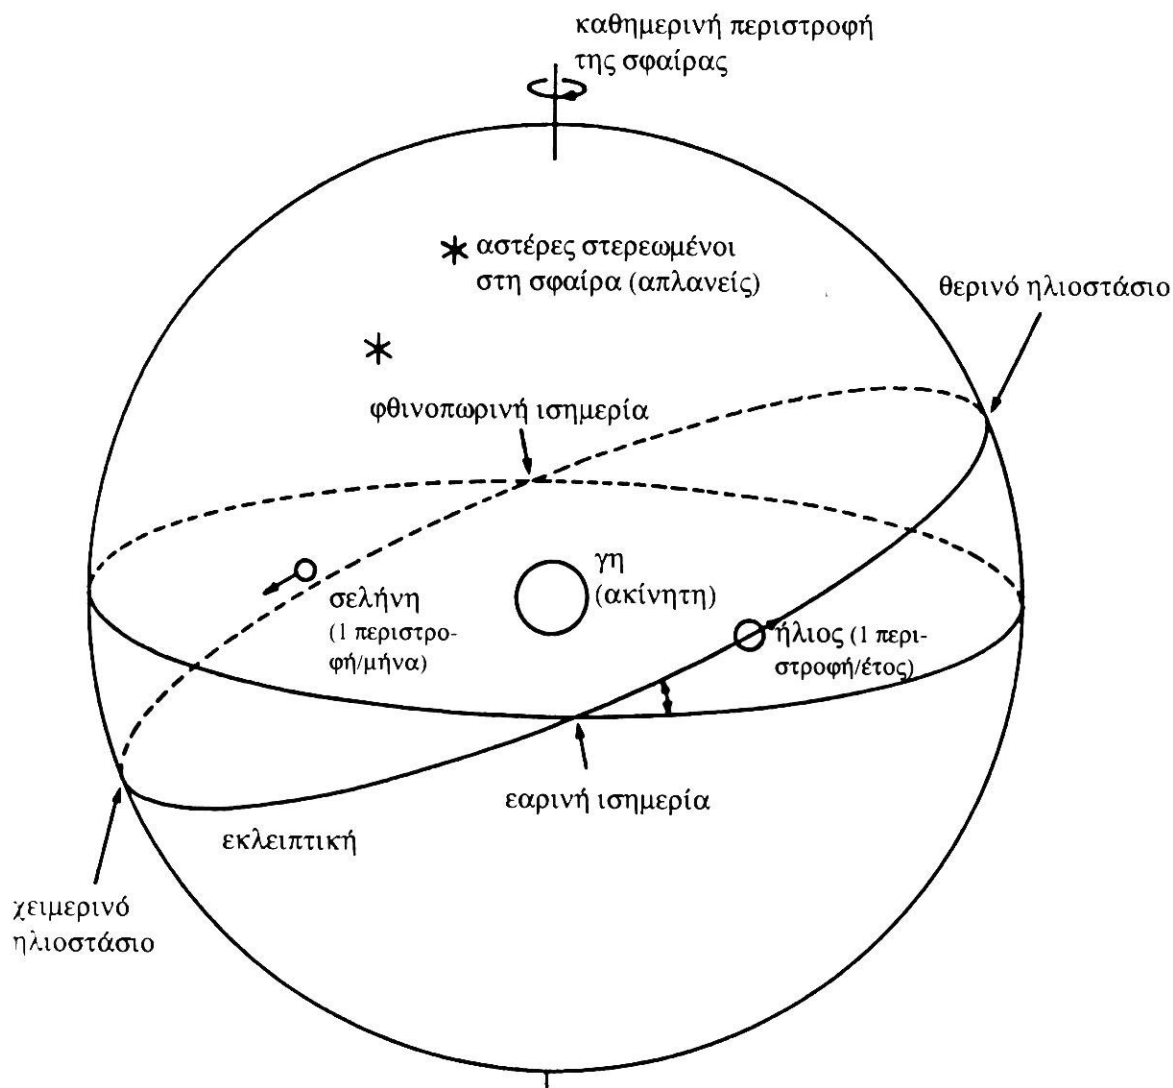 καθημερινή περιστροφή
της σφαίρας
αστέρες στερεωμένοι
στη σφαίρα (απλανείς)
θερινό ηλιοστάσιο
φθινοπωρινή ισημερία
γη
(ακίνητη)
σελήνη
(1 περιστρο-
φή/μήνα)
ήλιος (1 περι-
στροφή/έτος)
εαρινή ισημερία
εκλειπτική
χειμερινό
ηλιοστάσιο